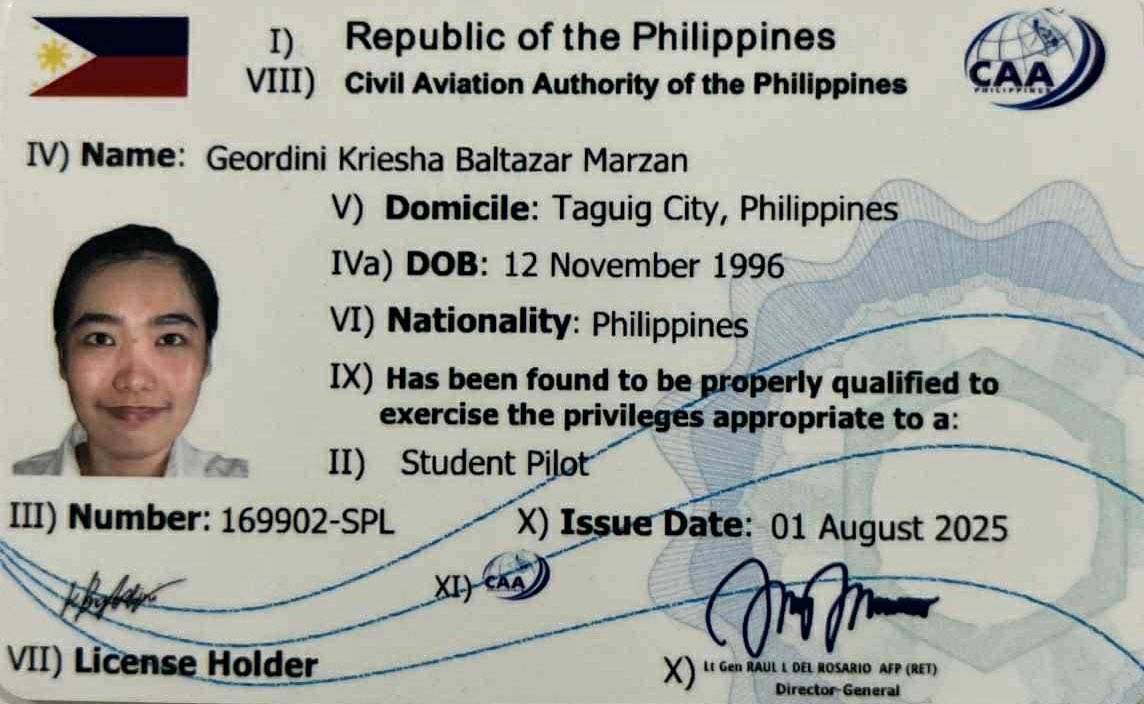 I) Republic of the Philippines
VIII) Civil Aviation Authority of the Philippines
CAA
PHILIPPINES
IV) Name: Geordini Kriesha Baltazar Marzan
V) Domicile: Taguig City, Philippines
IVa) DOB: 12 November 1996
VI) Nationality: Philippines
IX) Has been found to be properly qualified to
exercise the privileges appropriate to a:
II) Student Pilot
III) Number: 169902-SPL
X) Issue Date: 01 August 2025
XI) CAA
VII) License Holder
X) Lt Gen RAUL L DEL ROSARIO AFP (RET)
Director-General